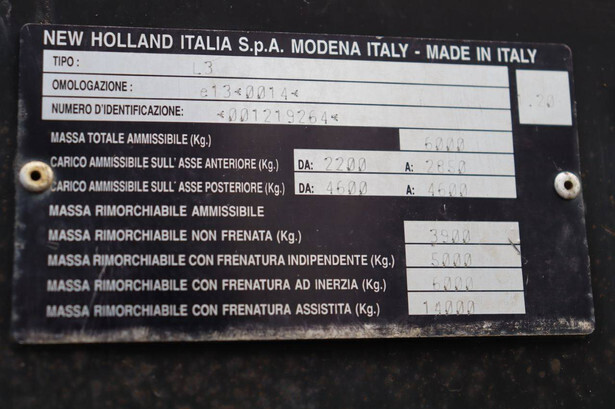 NEW HOLLAND ITALIA S.p.A. MODENA ITALY - MADE IN ITALY
TIPO : L3
OMOLOGAZIONE: e13*0014* .20
NUMERO D'IDENTIFICAZIONE: *001219264*
MASSA TOTALE AMMISSIBILE (Kg.) 6000
CARICO AMMISSIBILE SULL' ASSE ANTERIORE (Kg.) DA: 2200 A: 2850
CARICO AMMISSIBILE SULL' ASSE POSTERIORE (Kg.) DA: 4600 A: 4600
MASSA RIMORCHIABILE AMMISSIBILE
MASSA RIMORCHIABILE NON FRENATA (Kg.) 3900
MASSA RIMORCHIABILE CON FRENATURA INDIPENDENTE (Kg.) 5000
MASSA RIMORCHIABILE CON FRENATURA AD INERZIA (Kg.) 6000
MASSA RIMORCHIABILE CON FRENATURA ASSISTITA (Kg.) 14000